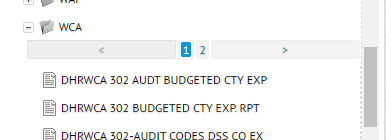 WAP
WCA
< 1 2 >
DHRWCA 302 AUDT BUDGETED CTY EXP
DHRWCA 302 BUDGETED CTY EXP. RPT
DHRWCA 302-AUDIT CODES DSS CO EX